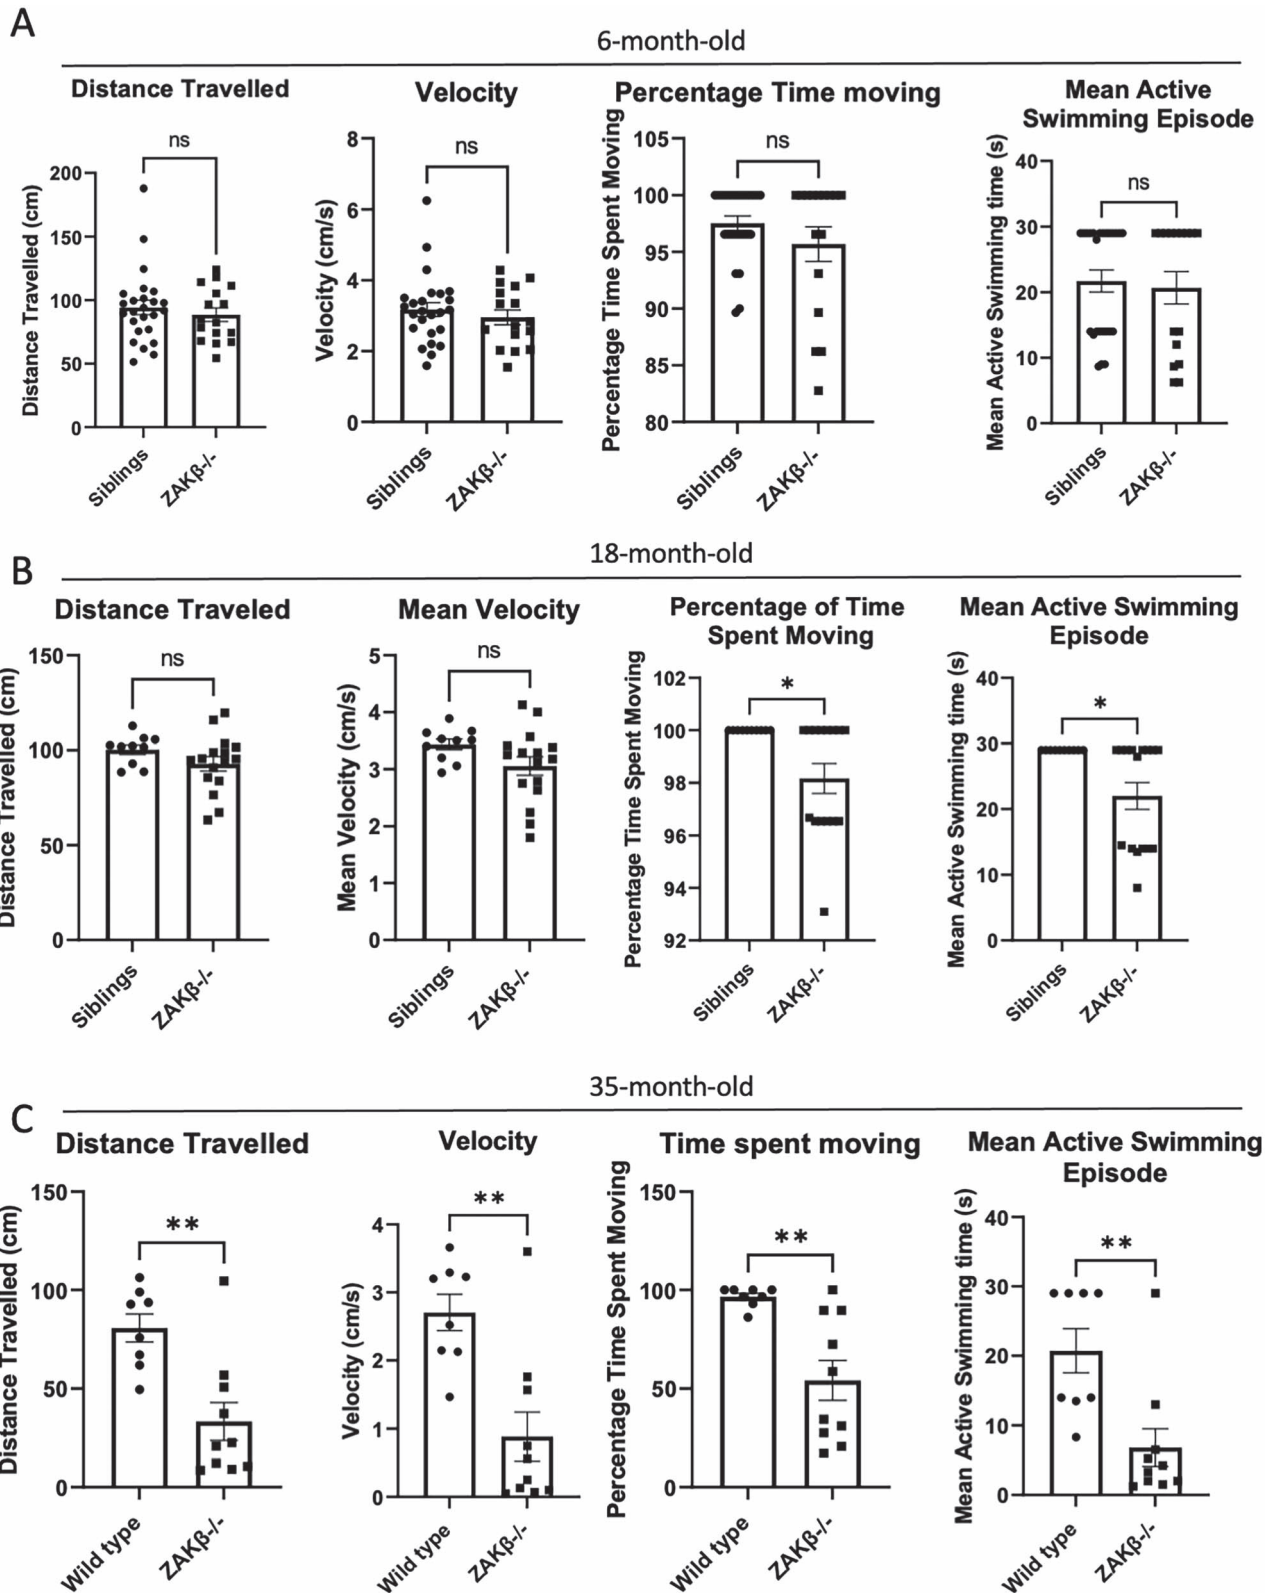 A
6-month-old
Distance Travelled
ns
Distance Travelled (cm)
200
150
100
50
0
Siblings
ZAKβ-/-
Velocity
ns
Velocity (cm/s)
8
6
4
2
0
Siblings
ZAKβ-/-
Percentage Time moving
ns
Percentage Time Spent Moving
105
100
95
90
85
80
Siblings
ZAKβ-/-
Mean Active
Swimming Episode
ns
Mean Active Swimming time (s)
40
30
20
10
0
Siblings
ZAKβ-/-
B
18-month-old
Distance Traveled
ns
Distance Travelled (cm)
150
100
50
0
Siblings
ZAKβ-/-
Mean Velocity
ns
Mean Velocity (cm/s)
5
4
3
2
1
0
Siblings
ZAKβ-/-
Percentage of Time
Spent Moving
*
Percentage Time Spent Moving
102
100
98
96
94
92
Siblings
ZAKβ-/-
Mean Active Swimming
Episode
*
Mean Active Swimming time (s)
40
30
20
10
0
Siblings
ZAKβ-/-
C
35-month-old
Distance Travelled
**
Distance Travelled (cm)
150
100
50
0
Wild type
ZAKβ-/-
Velocity
**
Velocity (cm/s)
4
3
2
1
0
Wild type
ZAKβ-/-
Time spent moving
**
Percentage Time Spent Moving
150
100
50
0
Wild type
ZAKβ-/-
Mean Active Swimming
Episode
**
Mean Active Swimming time (s)
40
30
20
10
0
Wild type
ZAKβ-/-